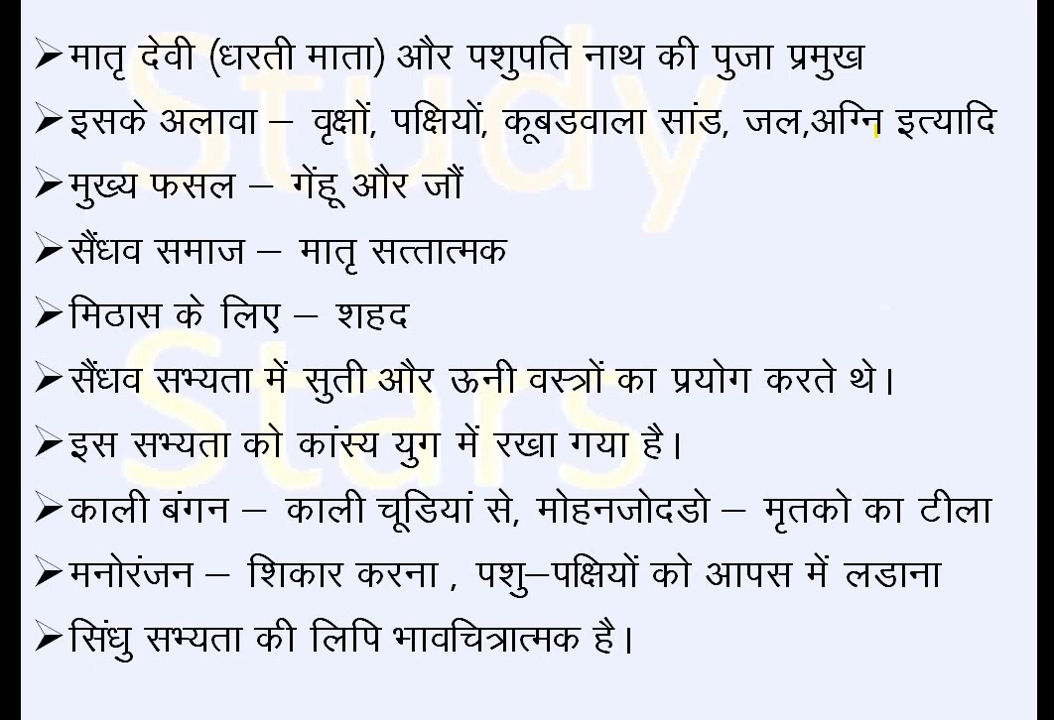 ➢मातृ देवी (धरती माता) और पशुपति नाथ की पुजा प्रमुख
➢इसके अलावा – वृक्षों, पक्षियों, कूबडवाला सांड, जल,अग्नि इत्यादि
➢मुख्य फसल – गेंहू और जौं
➢सैंधव समाज – मातृ सत्तात्मक
➢मिठास के लिए – शहद
➢सैंधव सभ्यता में सुती और ऊनी वस्त्रों का प्रयोग करते थे।
➢इस सभ्यता को कांस्य युग में रखा गया है।
➢काली बंगन – काली चूडियां से, मोहनजोदडो – मृतको का टीला
➢मनोरंजन – शिकार करना , पशु–पक्षियों को आपस में लडाना
➢सिंधु सभ्यता की लिपि भावचित्रात्मक है।
Study
Stars